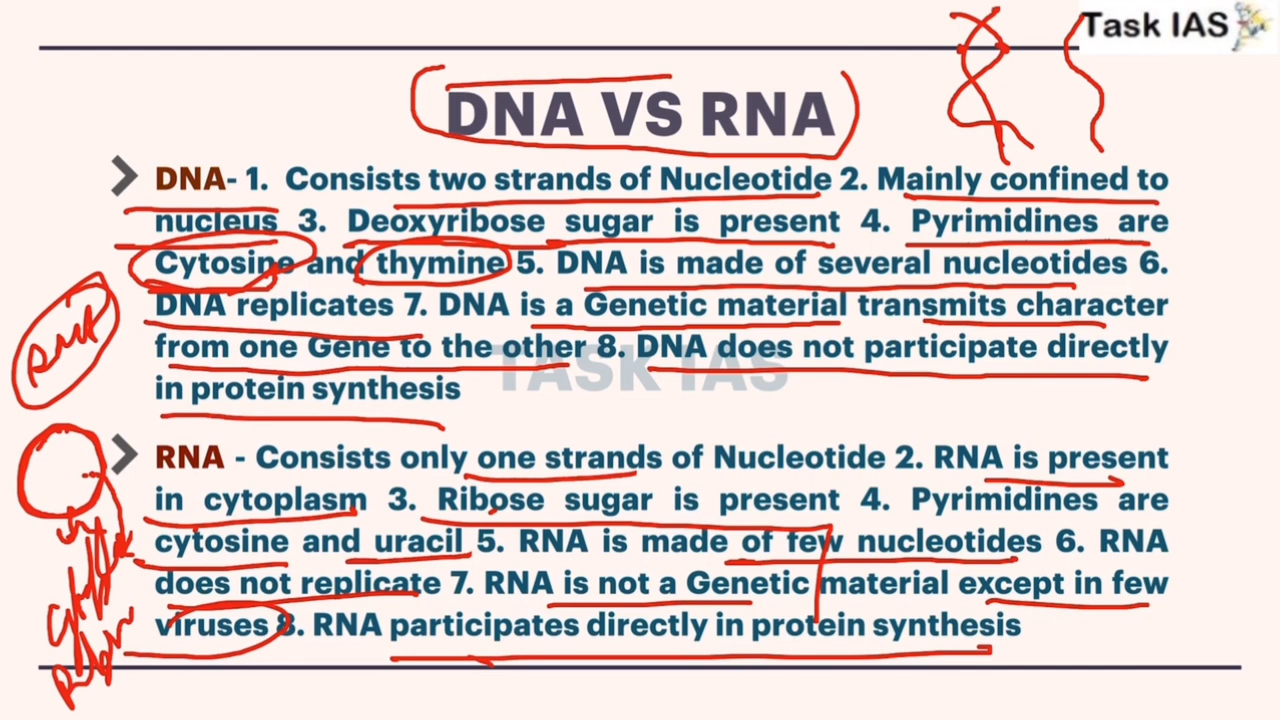 Task IAS
DNA VS RNA
DNA- 1. Consists two strands of Nucleotide 2. Mainly confined to
nucleus 3. Deoxyribose sugar is present 4. Pyrimidines are
Cytosine and thymine 5. DNA is made of several nucleotides 6.
DNA replicates 7. DNA is a Genetic material transmits character
from one Gene to the other 8. DNA does not participate directly
in protein synthesis
TASK IAS
RNA - Consists only one strands of Nucleotide 2. RNA is present
in cytoplasm 3. Ribose sugar is present 4. Pyrimidines are
cytosine and uracil 5. RNA is made of few nucleotides 6. RNA
does not replicate 7. RNA is not a Genetic material except in few
viruses 8. RNA participates directly in protein synthesis